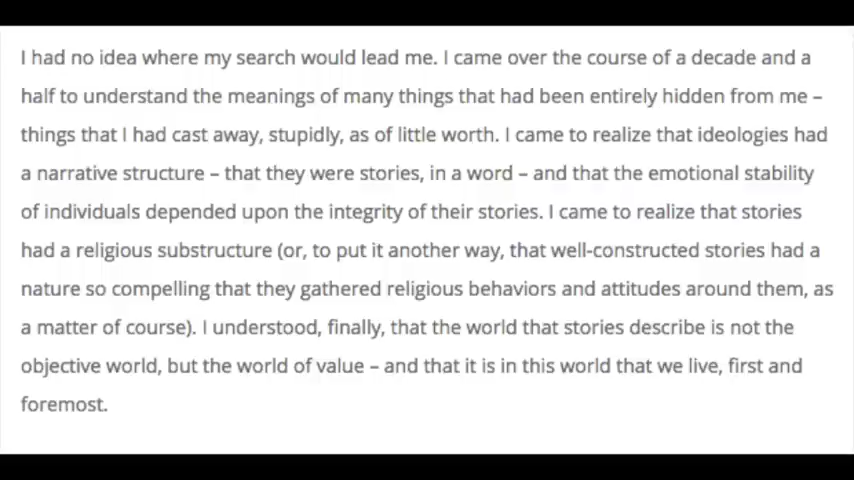 I had no idea where my search would lead me. I came over the course of a decade and a
half to understand the meanings of many things that had been entirely hidden from me –
things that I had cast away, stupidly, as of little worth. I came to realize that ideologies had
a narrative structure – that they were stories, in a word – and that the emotional stability
of individuals depended upon the integrity of their stories. I came to realize that stories
had a religious substructure (or, to put it another way, that well-constructed stories had a
nature so compelling that they gathered religious behaviors and attitudes around them, as
a matter of course). I understood, finally, that the world that stories describe is not the
objective world, but the world of value – and that it is in this world that we live, first and
foremost.